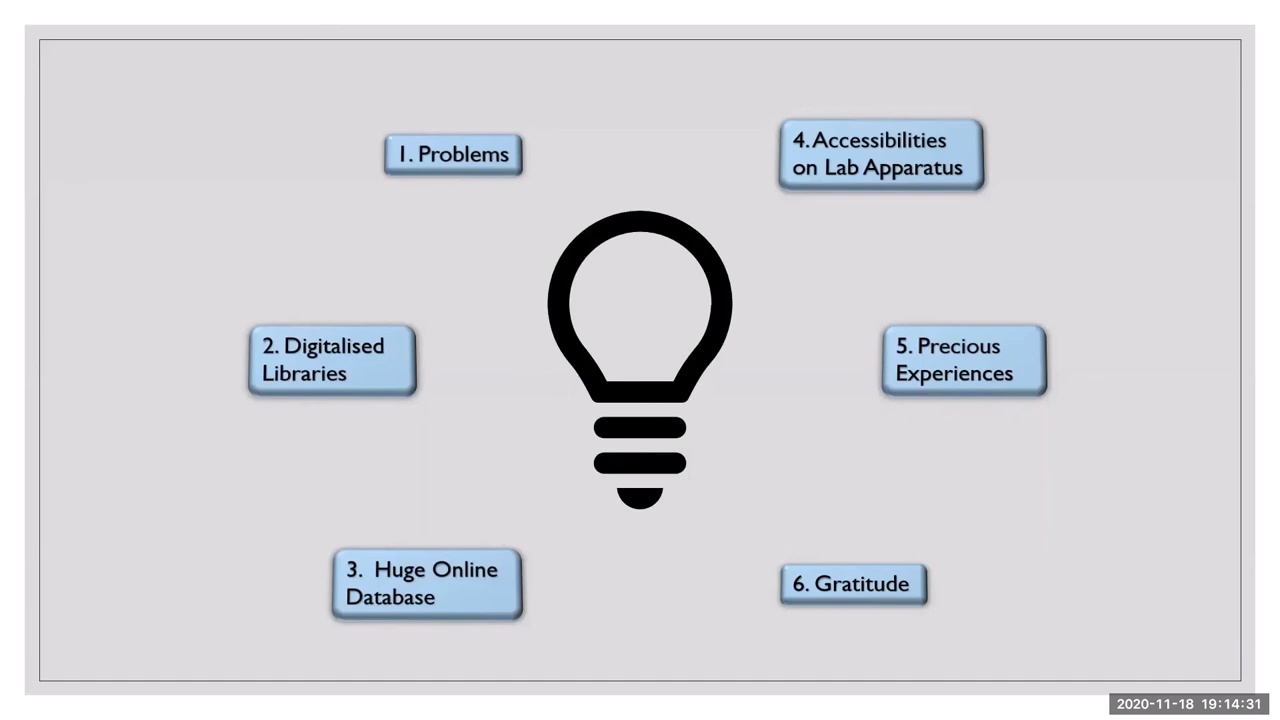 1. Problems
2. Digitalised
Libraries
3. Huge Online
Database
4. Accessibilities
on Lab Apparatus
5. Precious
Experiences
6. Gratitude
2020-11-18 19:14:31